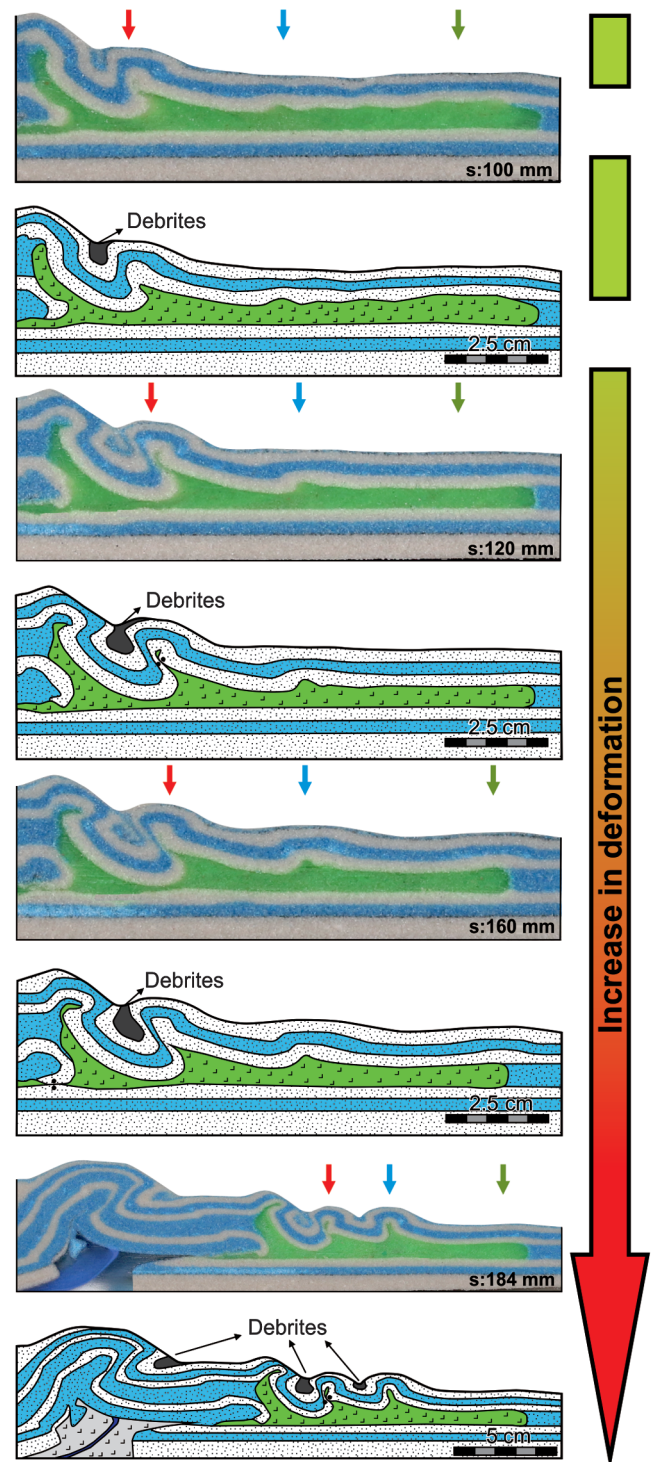 s:100 mm
Debrites
2.5 cm
s:120 mm
Debrites
2.5 cm
s:160 mm
Debrites
2.5 cm
s:184 mm
Debrites
5 cm
Increase in deformation